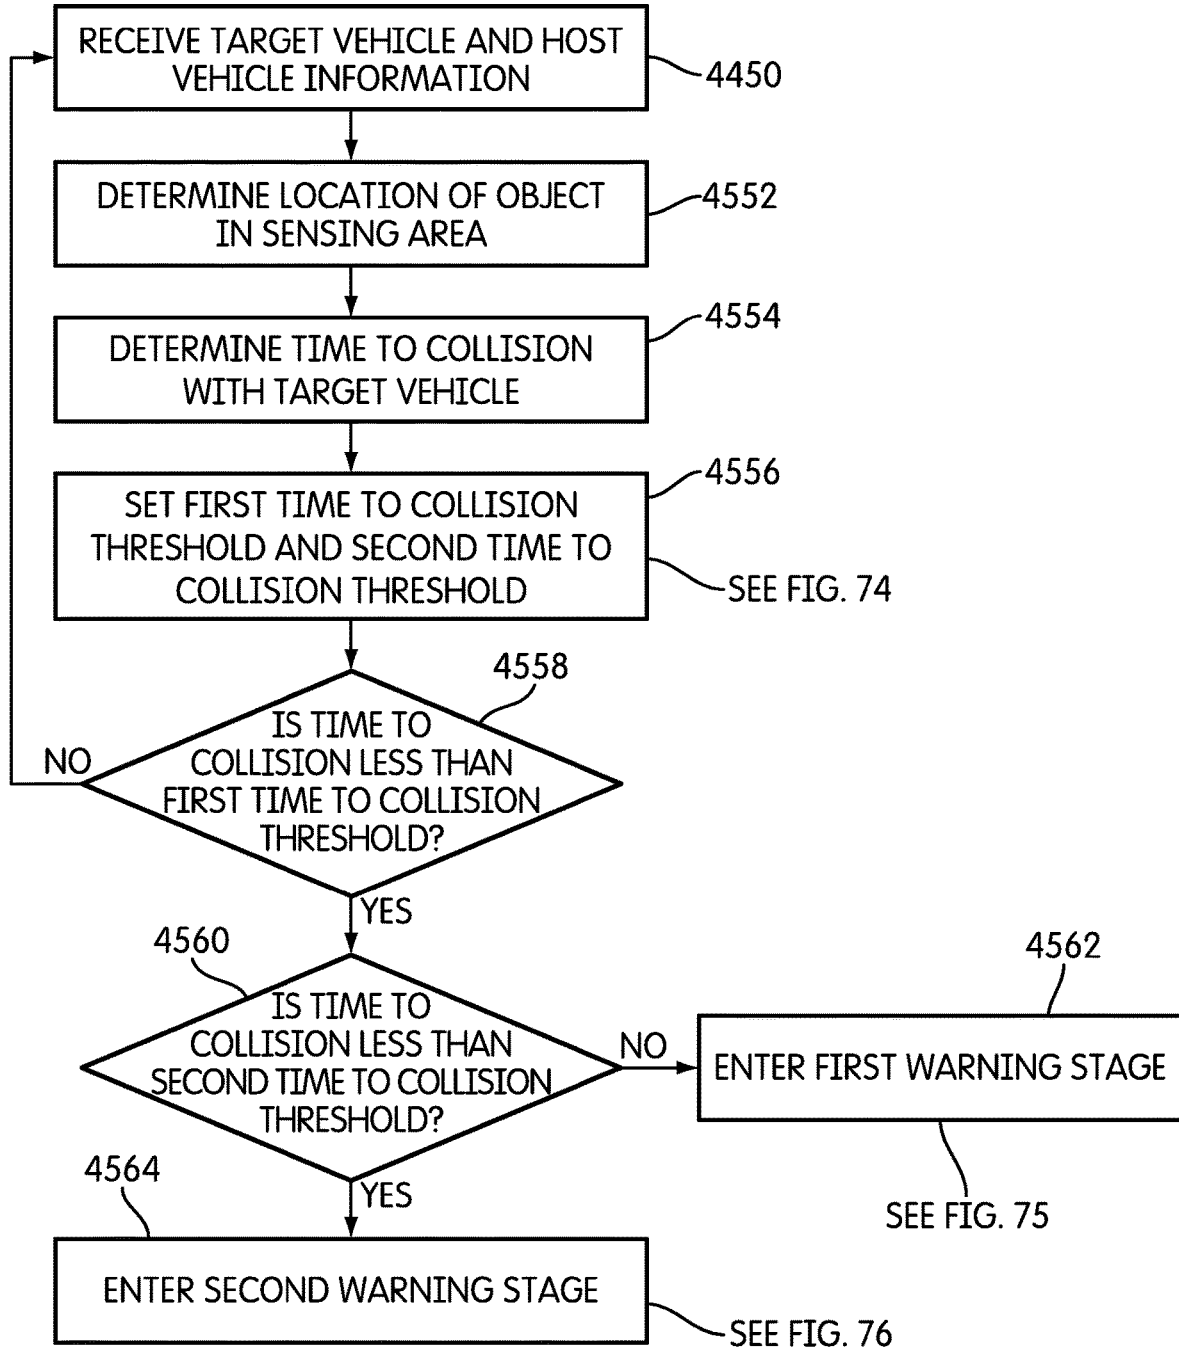 RECEIVE TARGET VEHICLE AND HOST
VEHICLE INFORMATION
4450
DETERMINE LOCATION OF OBJECT
IN SENSING AREA
4552
DETERMINE TIME TO COLLISION
WITH TARGET VEHICLE
4554
SET FIRST TIME TO COLLISION
THRESHOLD AND SECOND TIME TO
COLLISION THRESHOLD
4556
SEE FIG. 74
4558
IS TIME TO
COLLISION LESS THAN
FIRST TIME TO COLLISION
THRESHOLD?
NO
YES
4560
IS TIME TO
COLLISION LESS THAN
SECOND TIME TO COLLISION
THRESHOLD?
NO
4562
ENTER FIRST WARNING STAGE
SEE FIG. 75
YES
4564
ENTER SECOND WARNING STAGE
SEE FIG. 76